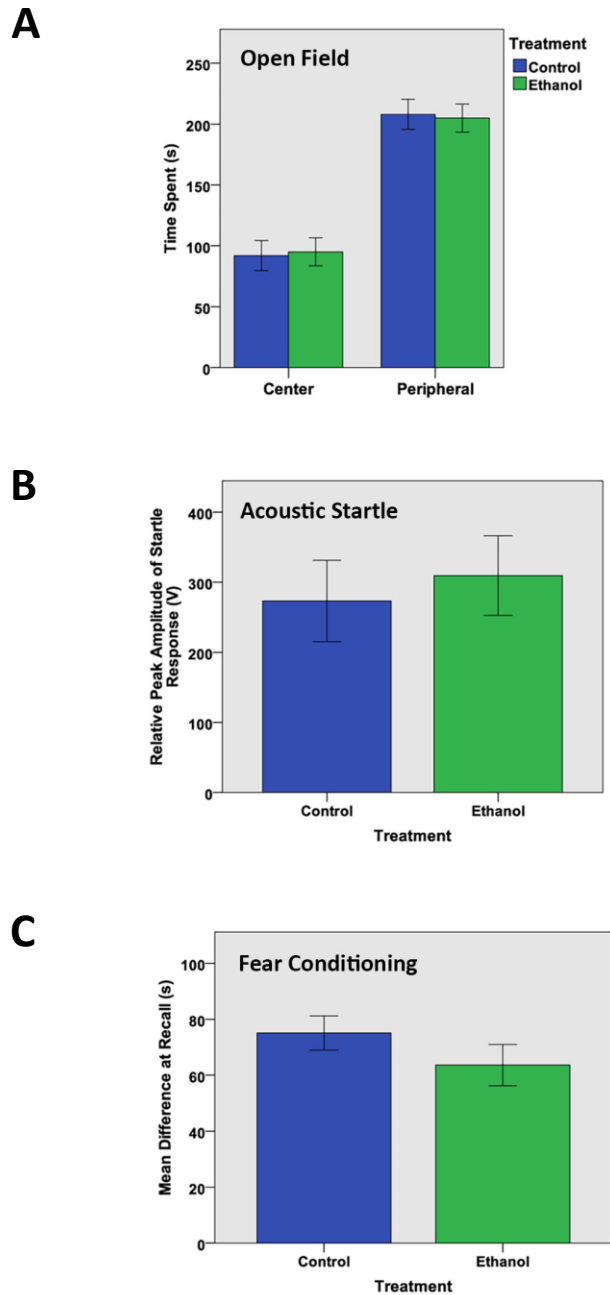 A
Open Field
Treatment
Control
Ethanol
Time Spent (s)
250
200
150
100
50
0
Center
Peripheral
B
Acoustic Startle
Relative Peak Amplitude of Startle
Response (V)
400
300
200
100
0
Control
Ethanol
Treatment
C
Fear Conditioning
Mean Difference at Recall (s)
100
80
60
40
20
0
Control
Ethanol
Treatment